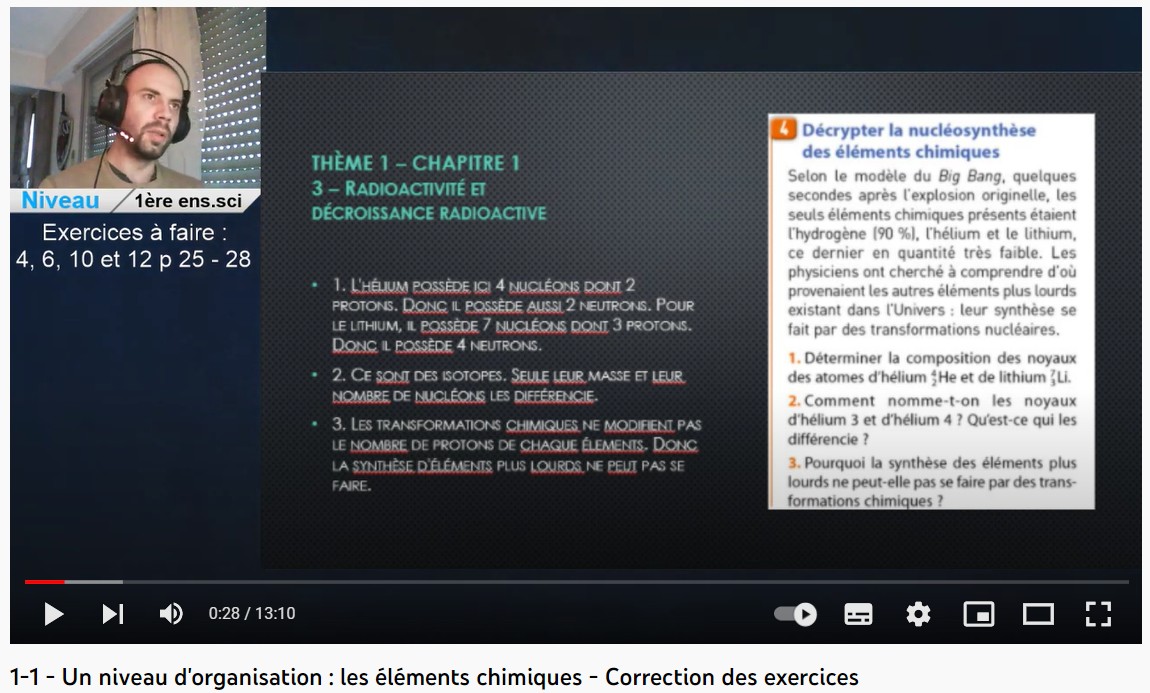 Niveau
1ère ens.sci
Exercices à faire :
4, 6, 10 et 12 p 25 - 28
THÈME 1 – CHAPITRE 1
3 – RADIOACTIVITÉ ET
DÉCROISSANCE RADIOACTIVE
• 1. L'HÉLIUM POSSÈDE ICI 4 NUCLÉONS DONT 2
PROTONS. DONC IL POSSÈDE AUSSI 2 NEUTRONS. POUR
LE LITHIUM, IL POSSÈDE 7 NUCLÉONS DONT 3 PROTONS.
DONC IL POSSÈDE 4 NEUTRONS.
• 2. CE SONT DES ISOTOPES. SEULE LEUR MASSE ET LEUR
NOMBRE DE NUCLÉONS LES DIFFÉRENCIE.
• 3. LES TRANSFORMATIONS CHIMIQUES NE MODIFIENT PAS
LE NOMBRE DE PROTONS DE CHAQUE ÉLEMENTS. DONC
LA SYNTHÈSE D'ÉLÉMENTS PLUS LOURDS NE PEUT PAS SE
FAIRE.
4 Décrypter la nucléosynthèse
des éléments chimiques
Selon le modèle du Big Bang, quelques
secondes après l'explosion originelle, les
seuls éléments chimiques présents étaient
l'hydrogène (90 %), l'hélium et le lithium,
ce dernier en quantité très faible. Les
physiciens ont cherché à comprendre d'où
provenaient les autres éléments plus lourds
existant dans l'Univers : leur synthèse se
fait par des transformations nucléaires.
1. Déterminer la composition des noyaux
des atomes d'hélium ⁴₂He et de lithium ⁷₃Li.
2. Comment nomme-t-on les noyaux
d'hélium 3 et d'hélium 4 ? Qu'est-ce qui les
différencie ?
3. Pourquoi la synthèse des éléments plus
lourds ne peut-elle pas se faire par des trans-
formations chimiques ?
0:28 / 13:10
1-1 - Un niveau d'organisation : les éléments chimiques - Correction des exercices